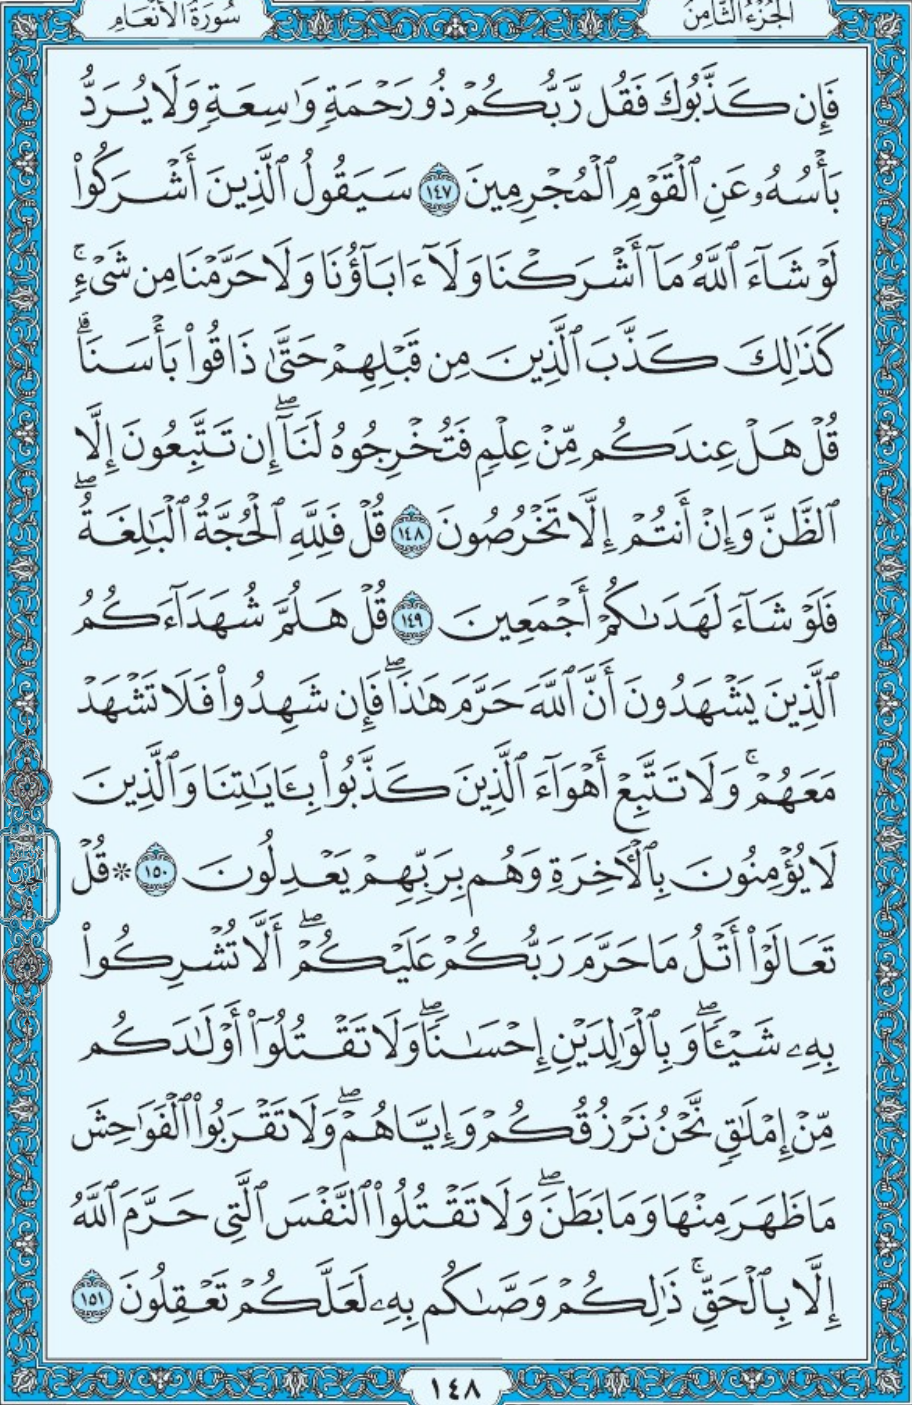 الجُزْءُ الثَّامِنُ
سُورَةُ الأَنْعَامِ
فَإِن كَذَّبُوكَ فَقُل رَّبُّكُمْ ذُو رَحْمَةٍ وَٰسِعَةٍ وَلَا يُرَدُّ
بَأْسُهُۥ عَنِ ٱلْقَوْمِ ٱلْمُجْرِمِينَ ١٤٧ سَيَقُولُ ٱلَّذِينَ أَشْرَكُوا۟
لَوْ شَآءَ ٱللَّهُ مَآ أَشْرَكْنَا وَلَآ ءَابَآؤُنَا وَلَا حَرَّمْنَا مِن شَىْءٍۚ
كَذَٰلِكَ كَذَّبَ ٱلَّذِينَ مِن قَبْلِهِمْ حَتَّىٰ ذَاقُوا۟ بَأْسَنَاۗ
قُلْ هَلْ عِندَكُم مِّنْ عِلْمٍ فَتُخْرِجُوهُ لَنَآۖ إِن تَتَّبِعُونَ إِلَّا
ٱلظَّنَّ وَإِنْ أَنتُمْ إِلَّا تَخْرُصُونَ ١٤٨ قُلْ فَلِلَّهِ ٱلْحُجَّةُ ٱلْبَٰلِغَةُۖ
فَلَوْ شَآءَ لَهَدَىٰكُمْ أَجْمَعِينَ ١٤٩ قُلْ هَلُمَّ شُهَدَآءَكُمُ
ٱلَّذِينَ يَشْهَدُونَ أَنَّ ٱللَّهَ حَرَّمَ هَٰذَاۖ فَإِن شَهِدُوا۟ فَلَا تَشْهَدْ
مَعَهُمْۚ وَلَا تَتَّبِعْ أَهْوَآءَ ٱلَّذِينَ كَذَّبُوا۟ بِـَٔايَٰتِنَا وَٱلَّذِينَ
لَا يُؤْمِنُونَ بِٱلْـَٔاخِرَةِ وَهُم بِرَبِّهِمْ يَعْدِلُونَ ١٥٠ * قُلْ
تَعَالَوْا۟ أَتْلُ مَا حَرَّمَ رَبُّكُمْ عَلَيْكُمْۖ أَلَّا تُشْرِكُوا۟
بِهِۦ شَيْـًٔاۖ وَبِٱلْوَٰلِدَيْنِ إِحْسَٰنًاۖ وَلَا تَقْتُلُوٓا۟ أَوْلَٰدَكُم
مِّنْ إِمْلَٰقٍ نَّحْنُ نَرْزُقُكُمْ وَإِيَّاهُمْۖ وَلَا تَقْرَبُوا۟ ٱلْفَوَٰحِشَ
مَا ظَهَرَ مِنْهَا وَمَا بَطَنَۖ وَلَا تَقْتُلُوا۟ ٱلنَّفْسَ ٱلَّتِى حَرَّمَ ٱللَّهُ
إِلَّا بِٱلْحَقِّۚ ذَٰلِكُمْ وَصَّىٰكُم بِهِۦ لَعَلَّكُمْ تَعْقِلُونَ ١٥١
١٤٨